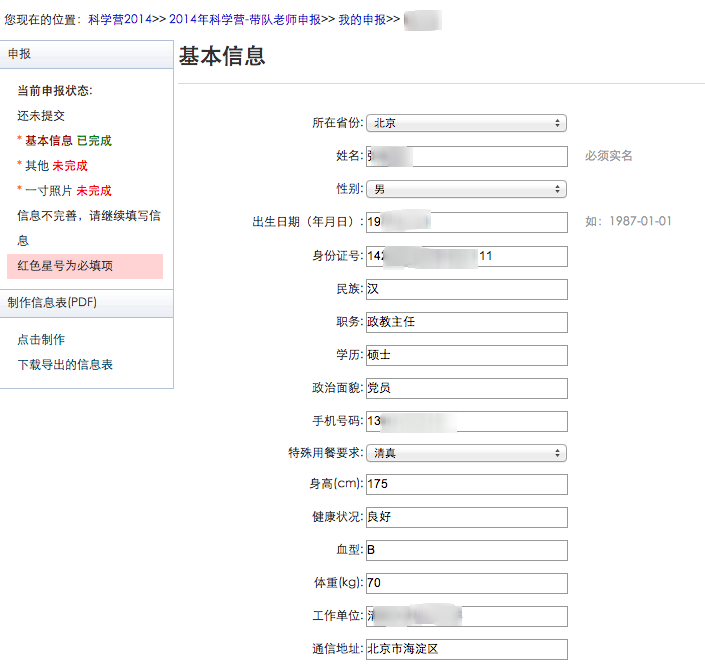 您现在的位置：科学营2014>> 2014年科学营-带队老师申报>> 我的申报>>
申报
当前申报状态:
还未提交
* 基本信息 已完成
* 其他 未完成
* 一寸照片 未完成
信息不完善，请继续填写信
息
红色星号为必填项
制作信息表(PDF)
点击制作
下载导出的信息表
基本信息
所在省份: 北京
姓名: 必须实名
性别: 男
出生日期（年月日）: 19 如：1987-01-01
身份证号: 142 11
民族: 汉
职务: 政教主任
学历: 硕士
政治面貌: 党员
手机号码: 13
特殊用餐要求: 清真
身高(cm): 175
健康状况: 良好
血型: B
体重(kg): 70
工作单位:
通信地址: 北京市海淀区